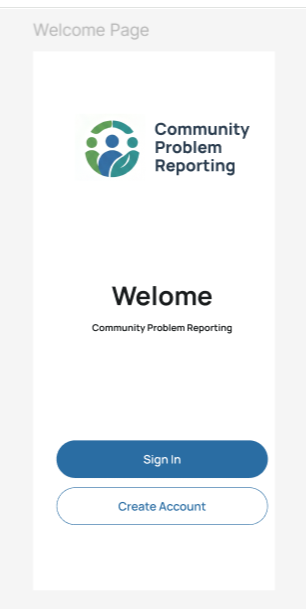 Welcome Page
Community
Problem
Reporting
Welome
Community Problem Reporting
Sign In
Create Account